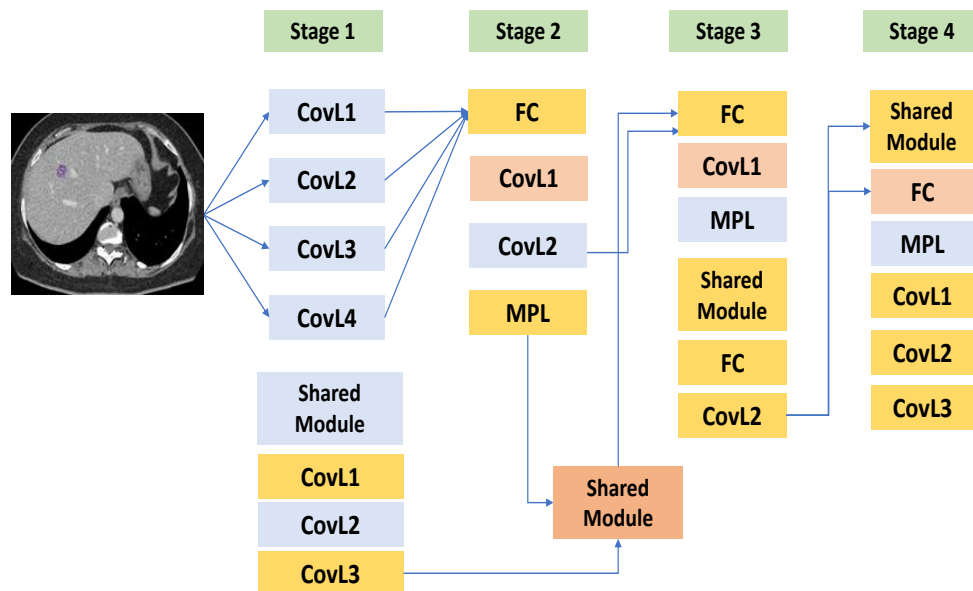 Stage 1
Stage 2
Stage 3
Stage 4
CovL1
CovL2
CovL3
CovL4
Shared
Module
CovL1
CovL2
CovL3
FC
CovL1
CovL2
MPL
Shared
Module
FC
CovL1
MPL
Shared
Module
FC
CovL2
Shared
Module
FC
MPL
CovL1
CovL2
CovL3